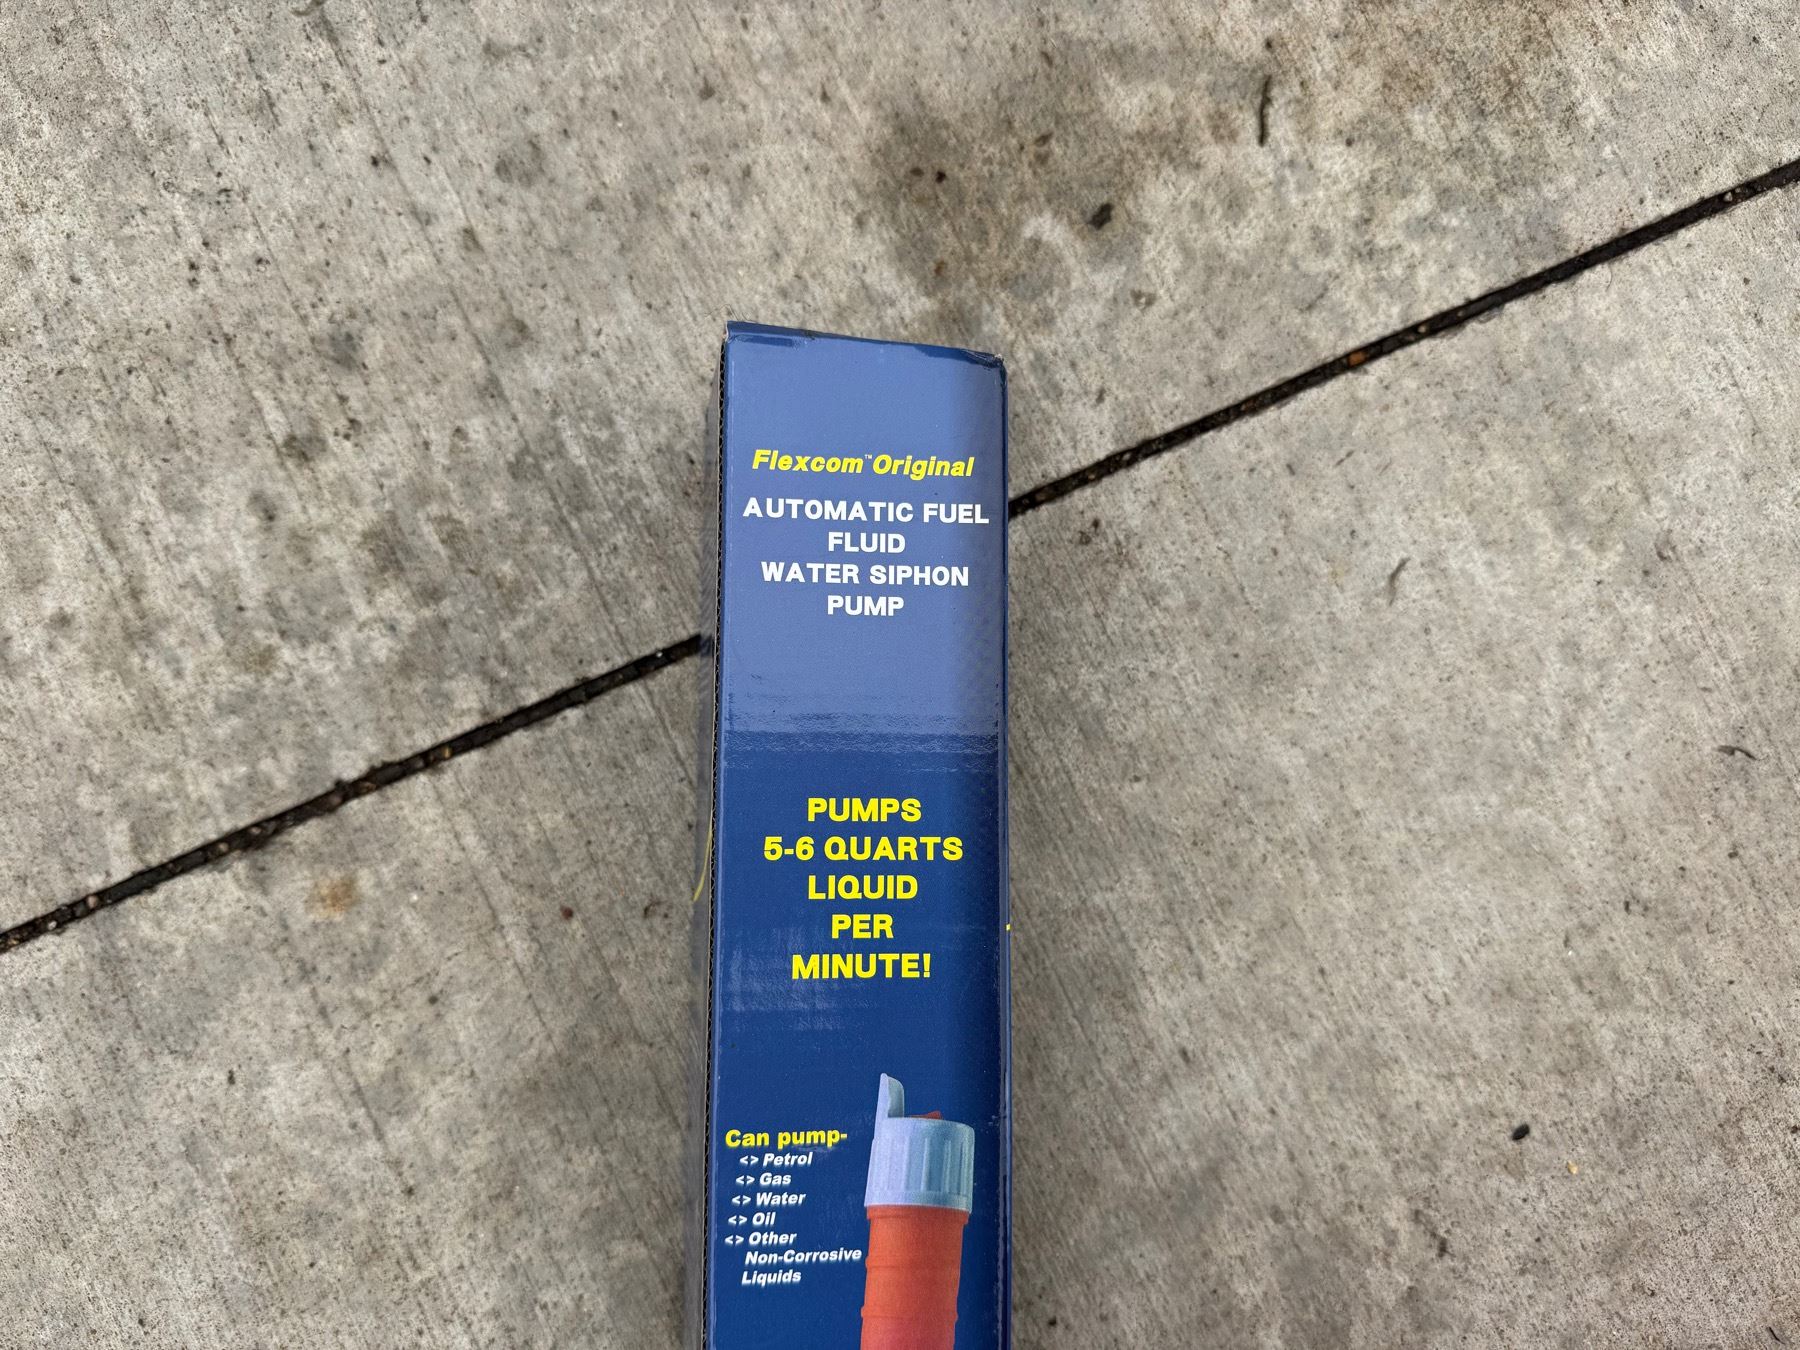 Flexcom™Original
AUTOMATIC FUEL
FLUID
WATER SIPHON
PUMP
PUMPS
5-6 QUARTS
LIQUID
PER
MINUTE!
Can pump-
<> Petrol
<> Gas
<> Water
<> Oil
<> Other
Non-Corrosive
Liquids